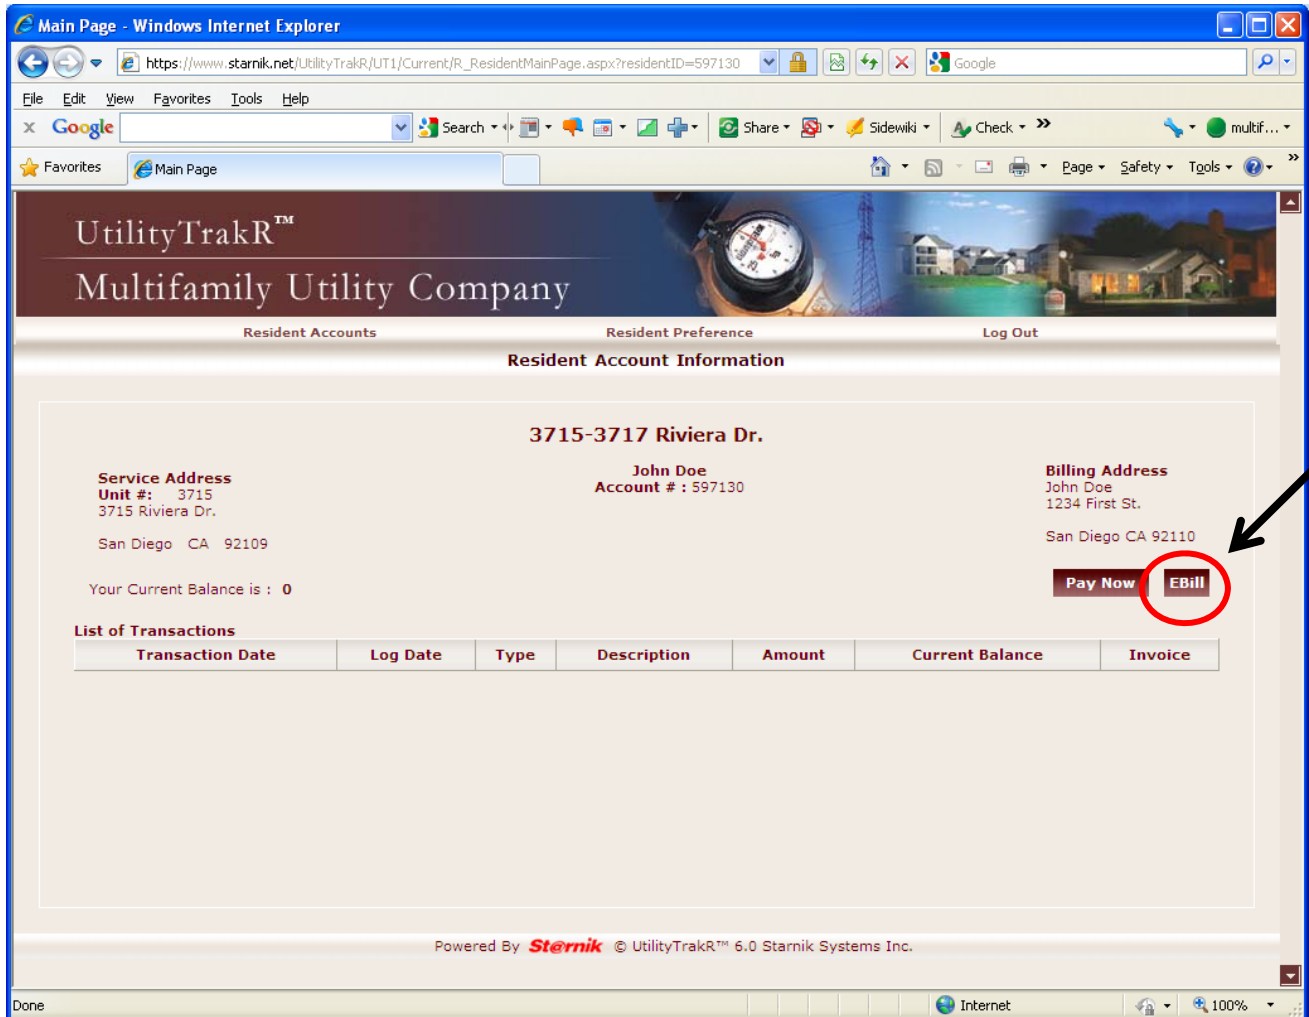 Main Page - Windows Internet Explorer
https://www.starnik.net/UtilityTrakR/UT1/Current/R_ResidentMainPage.aspx?residentID=597130
Google
File Edit View Favorites Tools Help
x Google Search Share Sidewiki Check » multif...
Favorites Main Page Page Safety Tools »
UtilityTrakR™
Multifamily Utility Company
Resident Accounts Resident Preference Log Out
Resident Account Information
3715-3717 Riviera Dr.
Service Address John Doe Billing Address
Unit #: 3715 Account # : 597130 John Doe
3715 Riviera Dr. 1234 First St.
San Diego CA 92109 San Diego CA 92110
Your Current Balance is : 0 Pay Now EBill
List of Transactions
Transaction Date Log Date Type Description Amount Current Balance Invoice
Powered By St@rnik © UtilityTrakR™ 6.0 Starnik Systems Inc.
Done Internet 100%